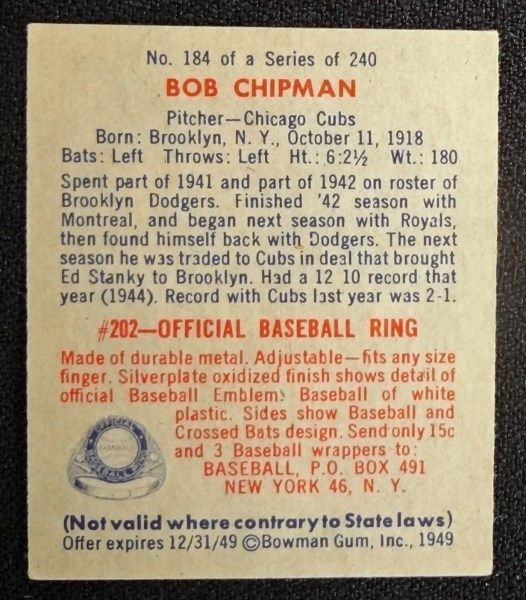 No. 184 of a Series of 240
BOB CHIPMAN
Pitcher—Chicago Cubs
Born: Brooklyn, N. Y., October 11, 1918
Bats: Left Throws: Left Ht.: 6:2½ Wt.: 180
Spent part of 1941 and part of 1942 on roster of
Brooklyn Dodgers. Finished '42 season with
Montreal, and began next season with Royals,
then found himself back with Dodgers. The next
season he was traded to Cubs in deal that brought
Ed Stanky to Brooklyn. Had a 12 10 record that
year (1944). Record with Cubs last year was 2-1.
#202—OFFICIAL BASEBALL RING
Made of durable metal. Adjustable—fits any size
finger. Silverplate oxidized finish shows detail of
official Baseball Emblem: Baseball of white
plastic. Sides show Baseball and
Crossed Bats design. Send only 15c
and 3 Baseball wrappers to:
BASEBALL, P.O. BOX 491
NEW YORK 46, N. Y.
OFFICIAL
BASEBALL RING
(Not valid where contrary to State laws)
Offer expires 12/31/49 ©Bowman Gum, Inc., 1949